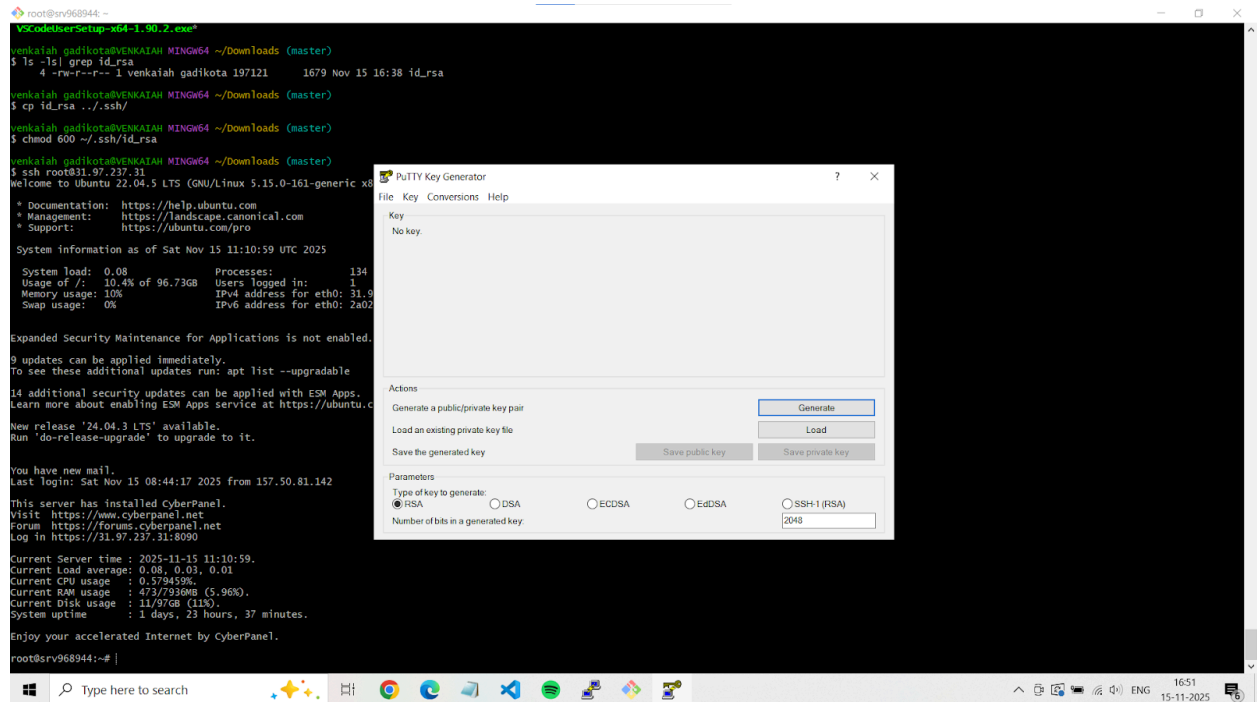 root@srv968944: ~
VSCodeUserSetup-x64-1.90.2.exe*
venkaiah gadikota@VENKAIAH MINGW64 ~/Downloads (master)
$ ls -ls| grep id_rsa
4 -rw-r--r-- 1 venkaiah gadikota 197121 1679 Nov 15 16:38 id_rsa
venkaiah gadikota@VENKAIAH MINGW64 ~/Downloads (master)
$ cp id_rsa ../.ssh/
venkaiah gadikota@VENKAIAH MINGW64 ~/Downloads (master)
$ chmod 600 ~/.ssh/id_rsa
venkaiah gadikota@VENKAIAH MINGW64 ~/Downloads (master)
$ ssh root@31.97.237.31
Welcome to Ubuntu 22.04.5 LTS (GNU/Linux 5.15.0-161-generic x8
* Documentation: https://help.ubuntu.com
* Management: https://landscape.canonical.com
* Support: https://ubuntu.com/pro
System information as of Sat Nov 15 11:10:59 UTC 2025
System load: 0.08 Processes: 134
Usage of /: 10.4% of 96.73GB Users logged in: 1
Memory usage: 10% IPv4 address for eth0: 31.9
Swap usage: 0% IPv6 address for eth0: 2a02
Expanded Security Maintenance for Applications is not enabled.
9 updates can be applied immediately.
To see these additional updates run: apt list --upgradable
14 additional security updates can be applied with ESM Apps.
Learn more about enabling ESM Apps service at https://ubuntu.c
New release '24.04.3 LTS' available.
Run 'do-release-upgrade' to upgrade to it.
You have new mail.
Last login: Sat Nov 15 08:44:17 2025 from 157.50.81.142
This server has installed CyberPanel.
Visit https://www.cyberpanel.net
Forum https://forums.cyberpanel.net
Log in https://31.97.237.31:8090
Current Server time : 2025-11-15 11:10:59.
Current Load average: 0.08, 0.03, 0.01
Current CPU usage : 0.579459%.
Current RAM usage : 473/7936MB (5.96%).
Current Disk usage : 11/97GB (11%).
System uptime : 1 days, 23 hours, 37 minutes.
Enjoy your accelerated Internet by CyberPanel.
root@srv968944:~#
PuTTY Key Generator
File Key Conversions Help
Key
No key.
Actions
Generate a public/private key pair Generate
Load an existing private key file Load
Save the generated key Save public key Save private key
Parameters
Type of key to generate:
RSA DSA ECDSA EdDSA SSH-1 (RSA)
Number of bits in a generated key: 2048
Type here to search
ENG
16:51
15-11-2025
6